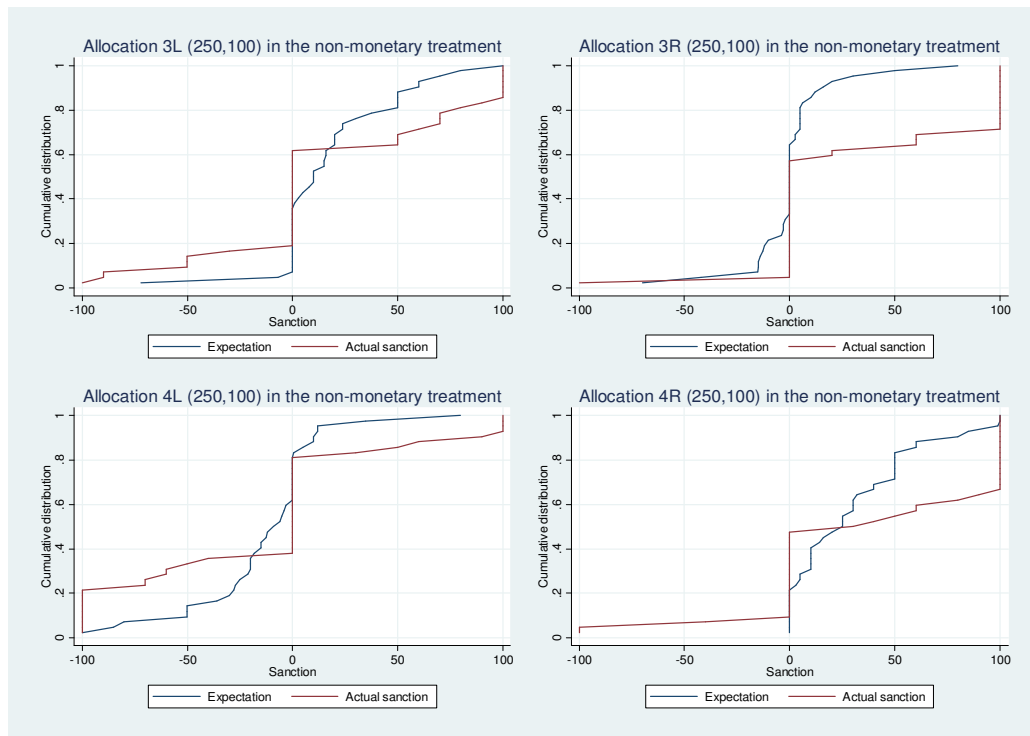 Allocation 3L (250,100) in the non-monetary treatment
Cumulative distribution
0 .2 .4 .6 .8 1
-100 -50 0 50 100
Sanction
Expectation Actual sanction
Allocation 3R (250,100) in the non-monetary treatment
Cumulative distribution
0 .2 .4 .6 .8 1
-100 -50 0 50 100
Sanction
Expectation Actual sanction
Allocation 4L (250,100) in the non-monetary treatment
Cumulative distribution
0 .2 .4 .6 .8 1
-100 -50 0 50 100
Sanction
Expectation Actual sanction
Allocation 4R (250,100) in the non-monetary treatment
Cumulative distribution
0 .2 .4 .6 .8 1
-100 -50 0 50 100
Sanction
Expectation Actual sanction